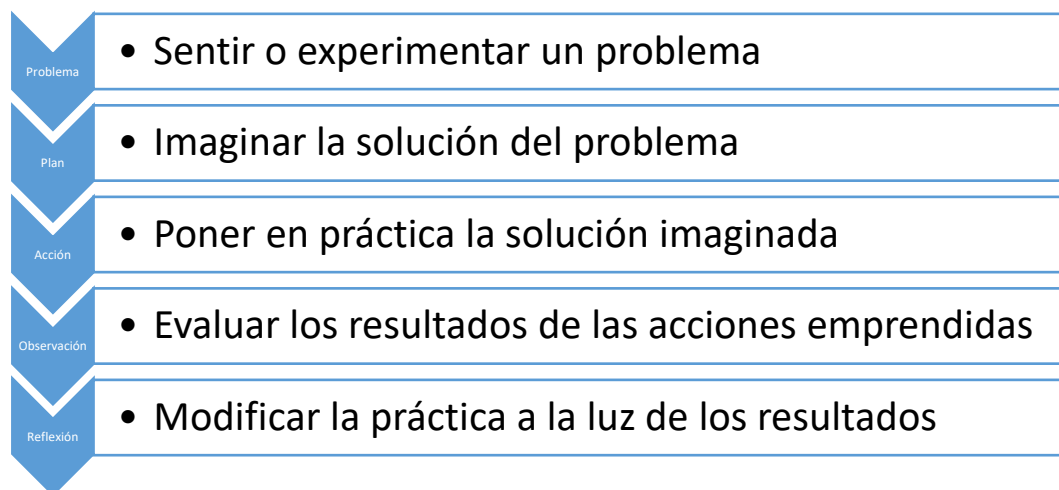 Problema
• Sentir o experimentar un problema
Plan
• Imaginar la solución del problema
Acción
• Poner en práctica la solución imaginada
Observación
• Evaluar los resultados de las acciones emprendidas
Reflexión
• Modificar la práctica a la luz de los resultados